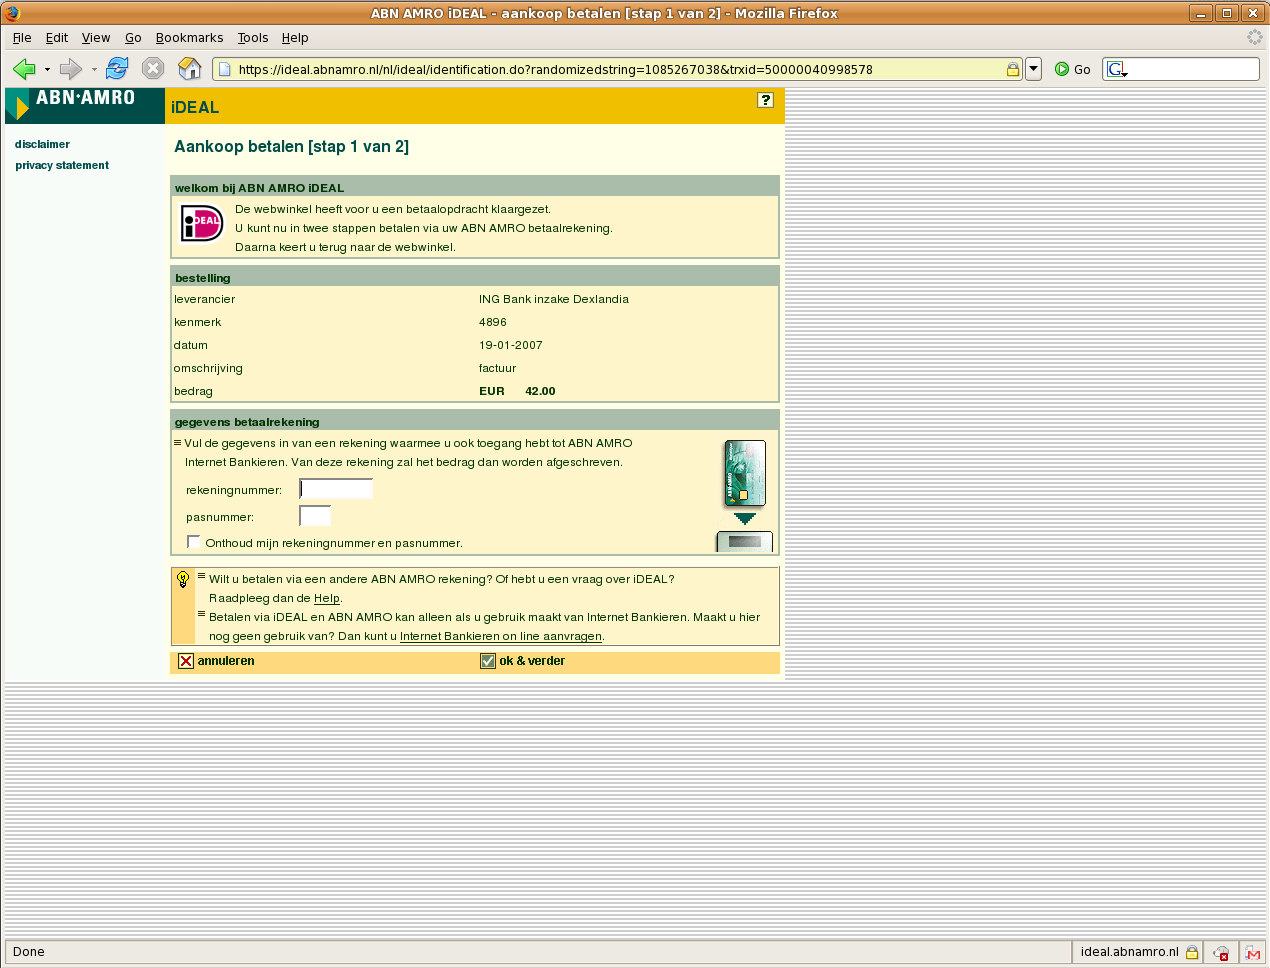 ABN AMRO iDEAL - aankoop betalen [stap 1 van 2] - Mozilla Firefox
File Edit View Go Bookmarks Tools Help
https://ideal.abnamro.nl/nl/ideal/identification.do?randomizedstring=1085267038&trxid=50000040998578 Go G
ABN·AMRO
iDEAL ?
disclaimer
privacy statement
Aankoop betalen [stap 1 van 2]
welkom bij ABN AMRO iDEAL
iDEAL
De webwinkel heeft voor u een betaalopdracht klaargezet.
U kunt nu in twee stappen betalen via uw ABN AMRO betaalrekening.
Daarna keert u terug naar de webwinkel.
bestelling
leverancier ING Bank inzake Dexlandia
kenmerk 4896
datum 19-01-2007
omschrijving factuur
bedrag EUR 42.00
gegevens betaalrekening
Vul de gegevens in van een rekening waarmee u ook toegang hebt tot ABN AMRO
Internet Bankieren. Van deze rekening zal het bedrag dan worden afgeschreven.
rekeningnummer:
pasnummer:
Onthoud mijn rekeningnummer en pasnummer.
ABN·AMRO
Wilt u betalen via een andere ABN AMRO rekening? Of hebt u een vraag over iDEAL?
Raadpleeg dan de Help.
Betalen via iDEAL en ABN AMRO kan alleen als u gebruik maakt van Internet Bankieren. Maakt u hier
nog geen gebruik van? Dan kunt u Internet Bankieren on line aanvragen.
annuleren ok & verder
Done ideal.abnamro.nl